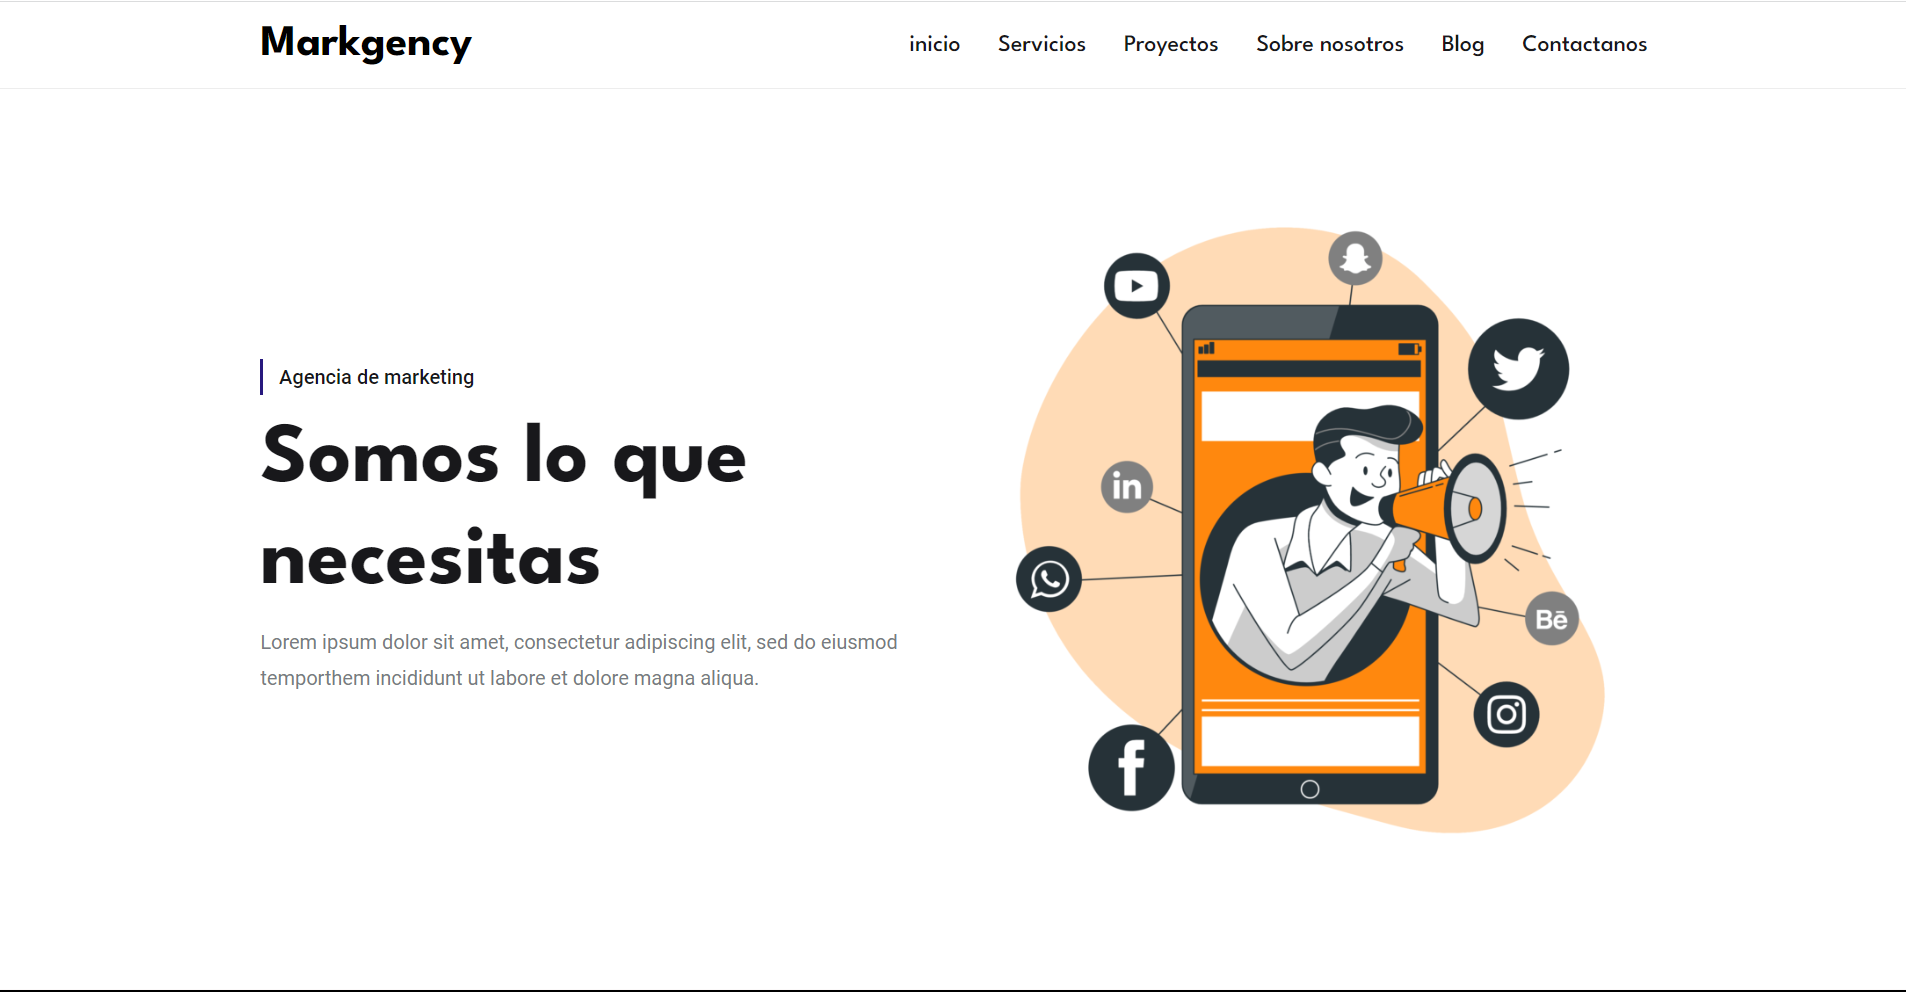 Markgency
inicio Servicios Proyectos Sobre nosotros Blog Contactanos
Agencia de marketing
Somos lo que
necesitas
Lorem ipsum dolor sit amet, consectetur adipiscing elit, sed do eiusmod
temporthem incididunt ut labore et dolore magna aliqua.
in
Bē
f